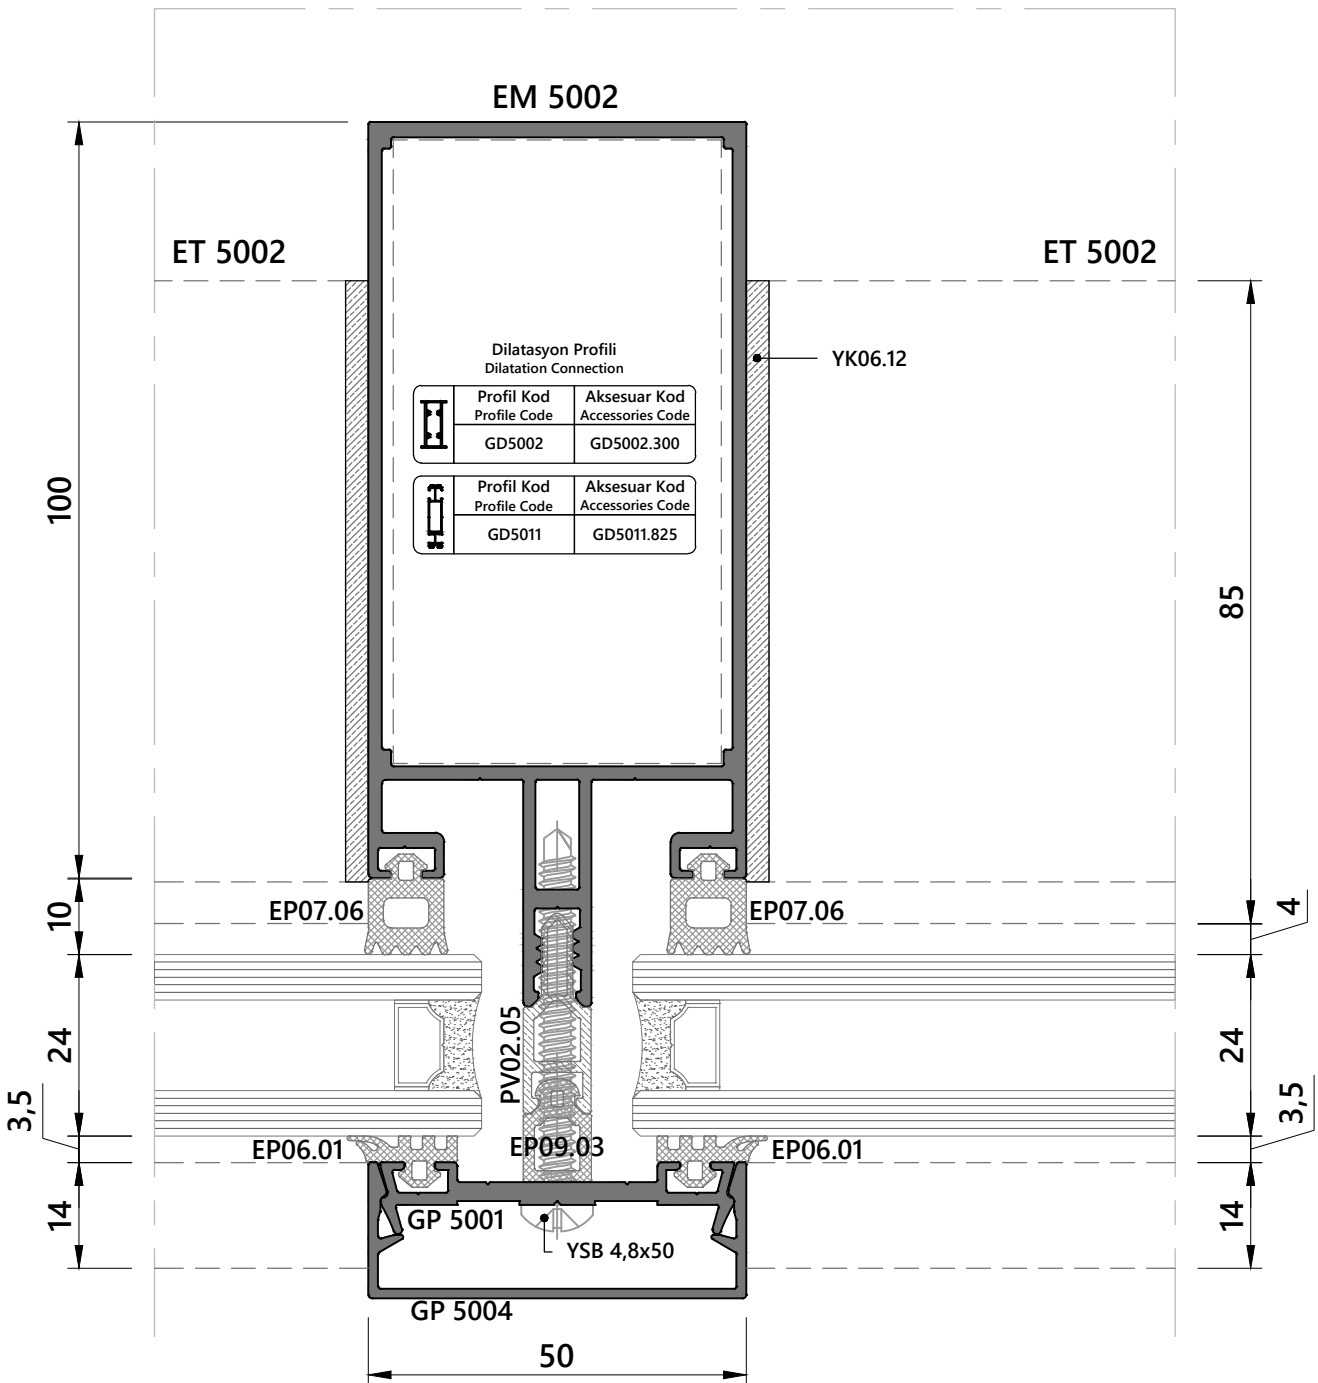 EM 5002
ET 5002
ET 5002
Dilatasyon Profili
Dilatation Connection
YK06.12
Profil Kod
Profile Code
Aksesuar Kod
Accessories Code
GD5002
GD5002.300
Profil Kod
Profile Code
Aksesuar Kod
Accessories Code
GD5011
GD5011.825
100
85
10
EP07.06
EP07.06
4
24
PV02.05
24
3,5
EP06.01
EP09.03
EP06.01
3,5
14
GP 5001
YSB 4,8x50
14
GP 5004
50